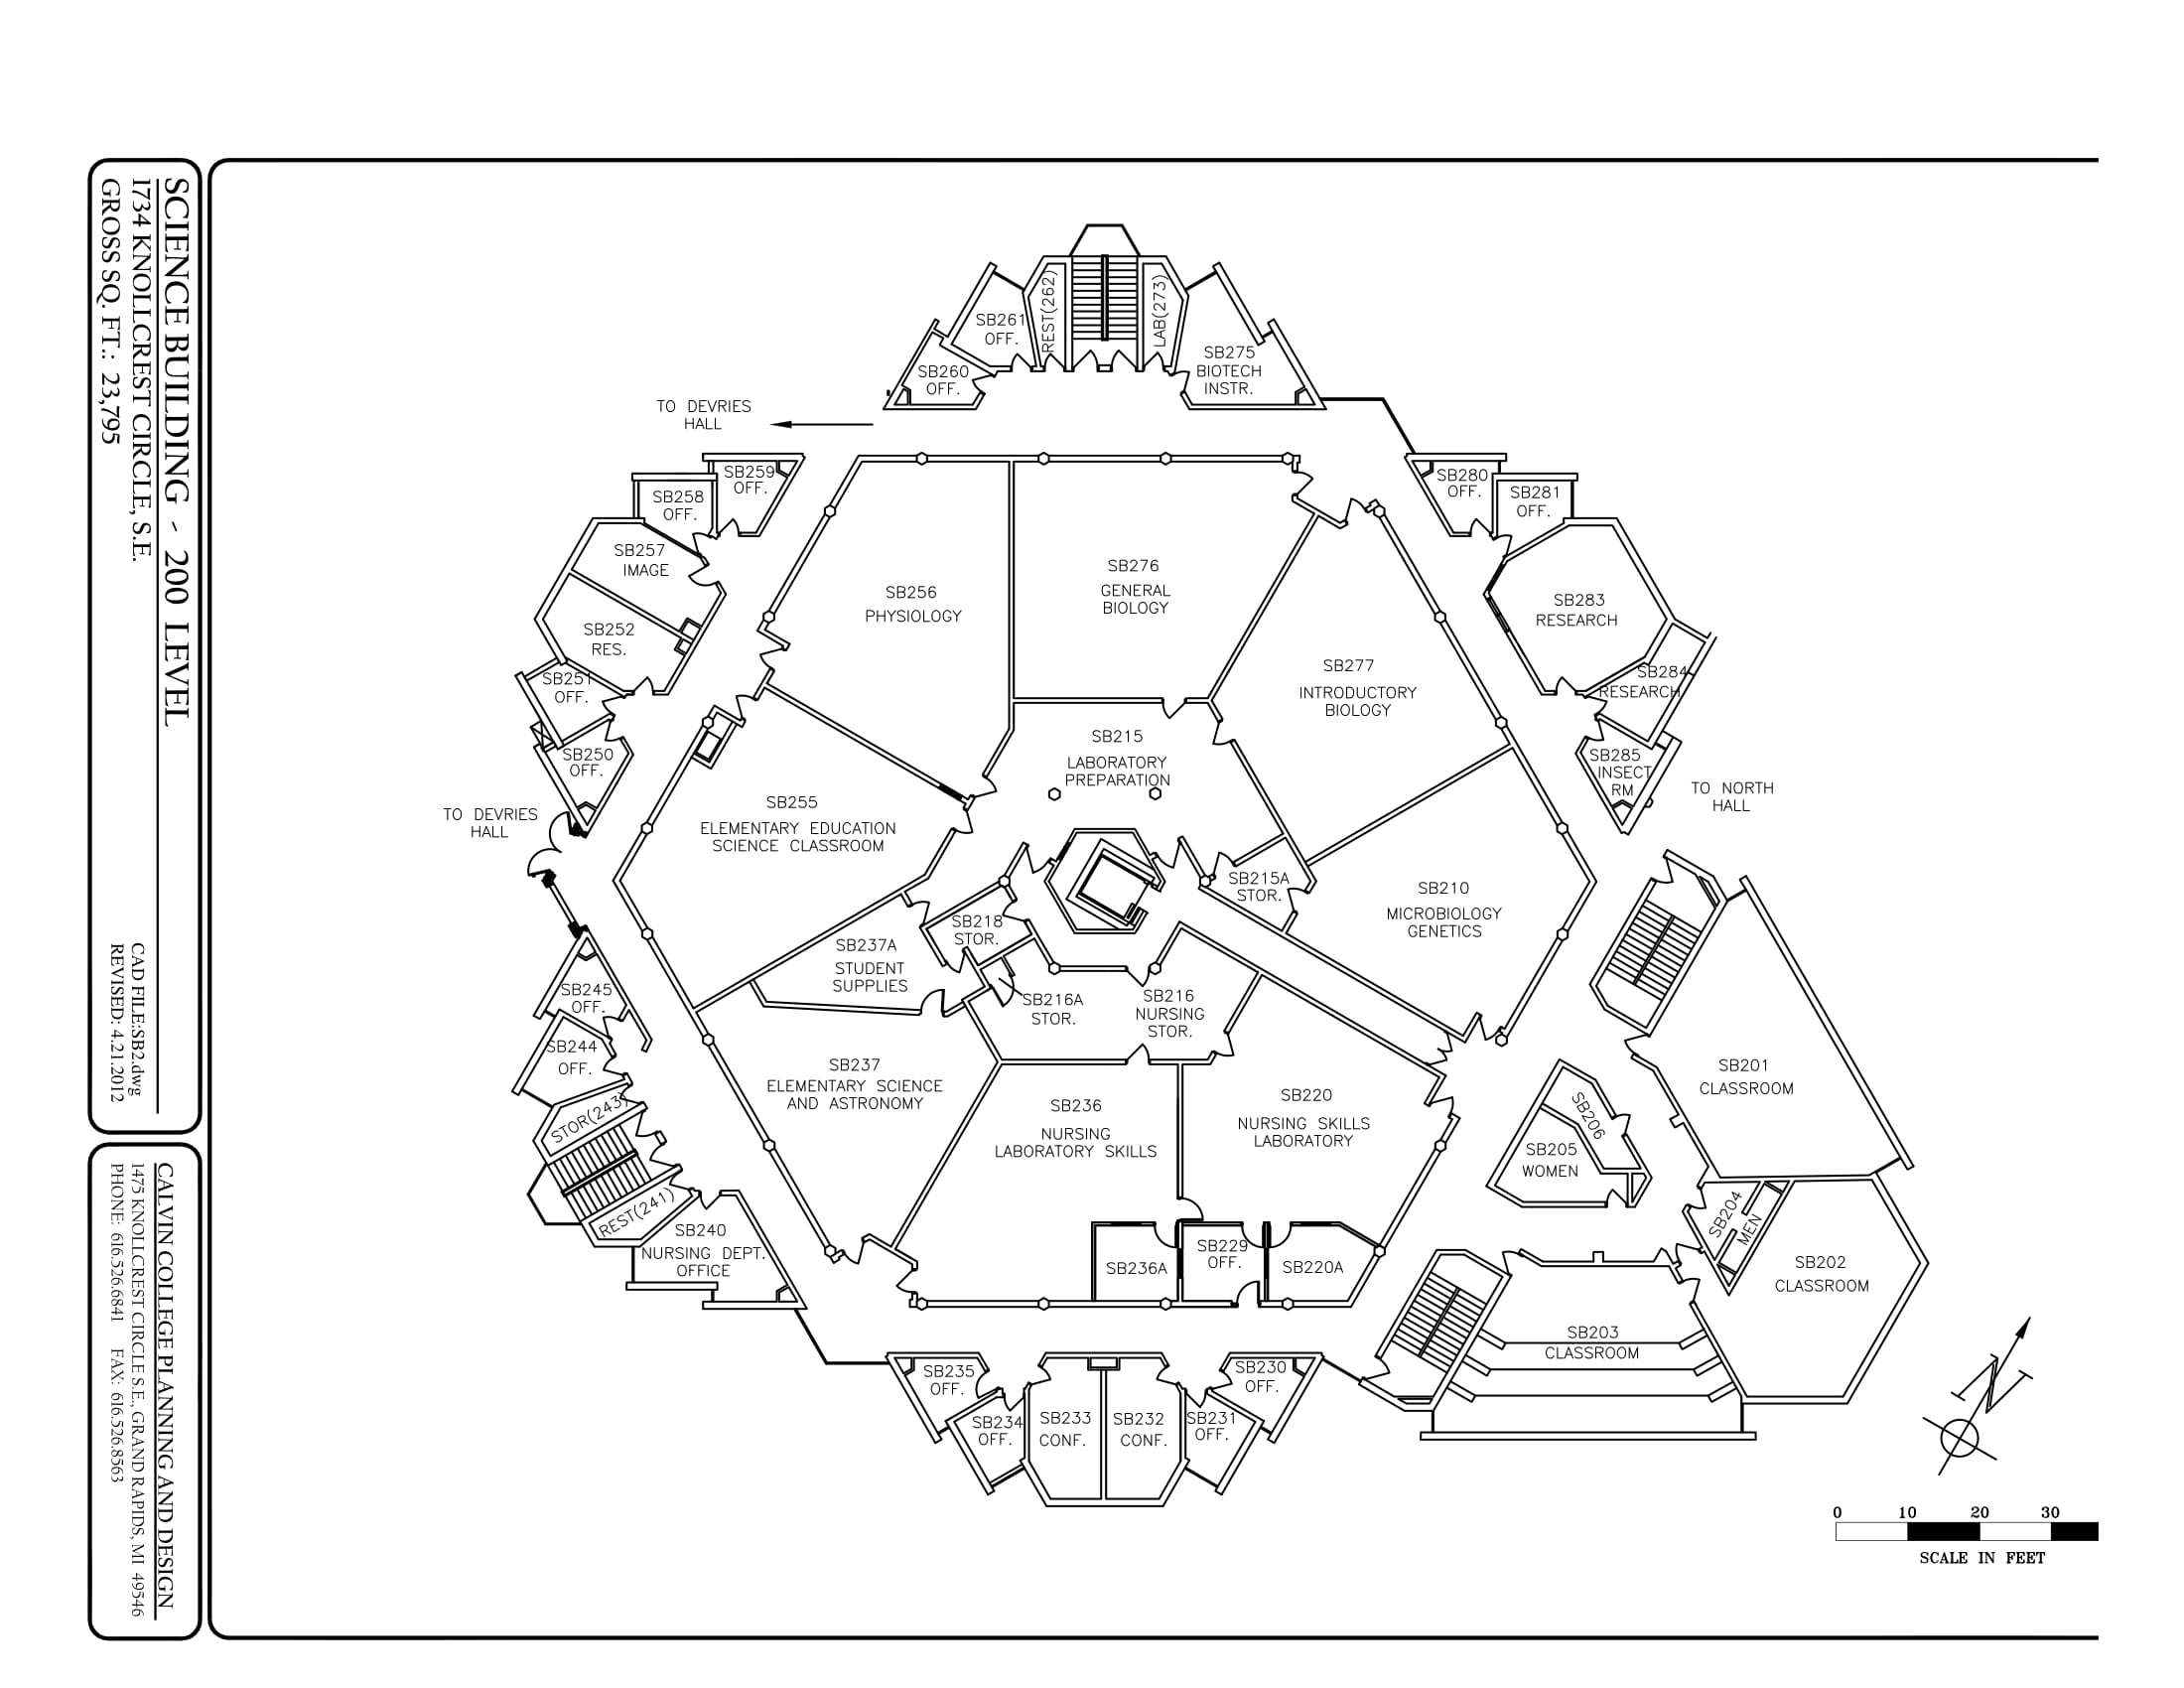 SCIENCE BUILDING - 200 LEVEL
1734 KNOLLCREST CIRCLE, S.E.
GROSS SQ. FT.: 23,795
CAD FILE:SB2.dwg
REVISED: 4.21.2012
CALVIN COLLEGE PLANNING AND DESIGN
1475 KNOLLCREST CIRCLE S.E., GRAND RAPIDS, MI 49546
PHONE: 616.526.6841 FAX: 616.526.8563
SB261
OFF.
REST(262)
LAB(273)
SB260
OFF.
SB275
BIOTECH
INSTR.
TO DEVRIES
HALL
SB259
OFF.
SB258
OFF.
SB257
IMAGE
SB252
RES.
SB251
OFF.
SB250
OFF.
TO DEVRIES
HALL
SB280
OFF.
SB281
OFF.
SB283
RESEARCH
SB284
RESEARCH
SB285
INSECT
RM
TO NORTH
HALL
SB256
PHYSIOLOGY
SB276
GENERAL
BIOLOGY
SB277
INTRODUCTORY
BIOLOGY
SB215
LABORATORY
PREPARATION
SB255
ELEMENTARY EDUCATION
SCIENCE CLASSROOM
SB215A
STOR.
SB210
MICROBIOLOGY
GENETICS
SB218
STOR.
SB237A
STUDENT
SUPPLIES
SB216A
STOR.
SB216
NURSING
STOR.
SB245
OFF.
SB244
OFF.
STOR(243)
REST(241)
SB240
NURSING DEPT.
OFFICE
SB237
ELEMENTARY SCIENCE
AND ASTRONOMY
SB236
NURSING
LABORATORY SKILLS
SB220
NURSING SKILLS
LABORATORY
SB236A
SB229
OFF.
SB220A
SB201
CLASSROOM
SB206
SB205
WOMEN
SB204
MEN
SB202
CLASSROOM
SB203
CLASSROOM
SB235
OFF.
SB234
OFF.
SB233
CONF.
SB232
CONF.
SB231
OFF.
SB230
OFF.
N
0 10 20 30
SCALE IN FEET